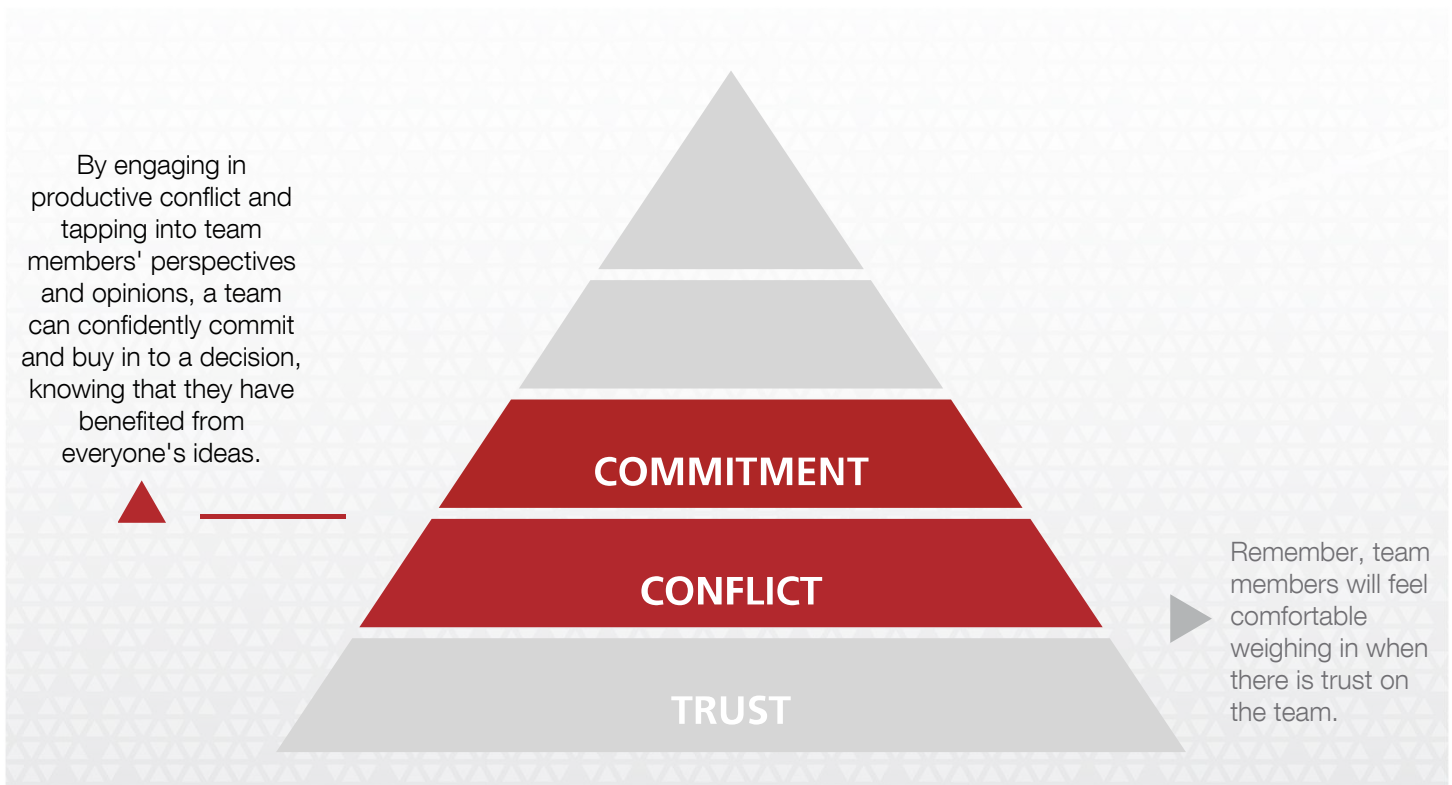 By engaging in
productive conflict and
tapping into team
members' perspectives
and opinions, a team
can confidently commit
and buy in to a decision,
knowing that they have
benefited from
everyone's ideas.
COMMITMENT
CONFLICT
TRUST
Remember, team
members will feel
comfortable
weighing in when
there is trust on
the team.